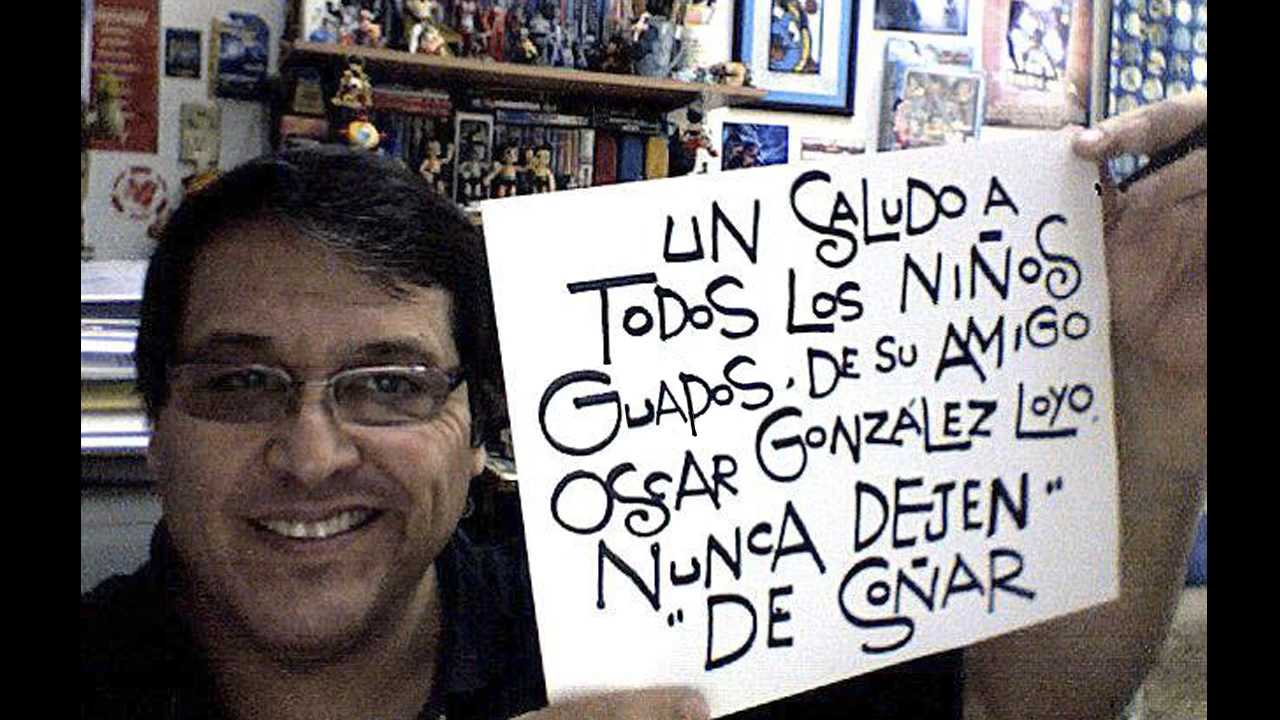 UN SALUDO A
TODOS LOS NIÑOS
GUAPOS. DE SU AMIGO
OSCAR GONZÁLEZ LOYO.
NUNCA DEJEN "
"DE SOÑAR